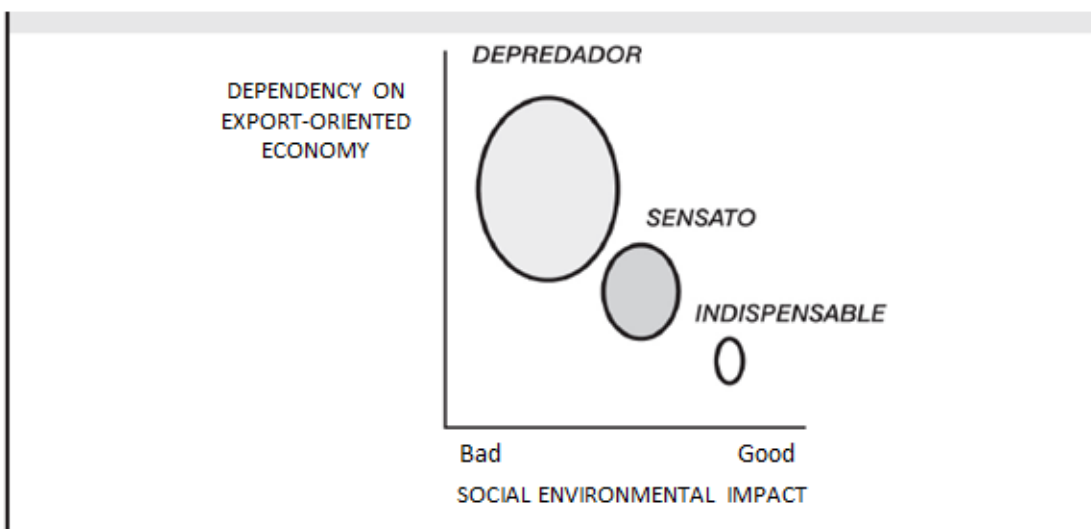 DEPREDADOR
DEPENDENCY ON
EXPORT-ORIENTED
ECONOMY
SENSATO
INDISPENSABLE
Bad Good
SOCIAL ENVIRONMENTAL IMPACT